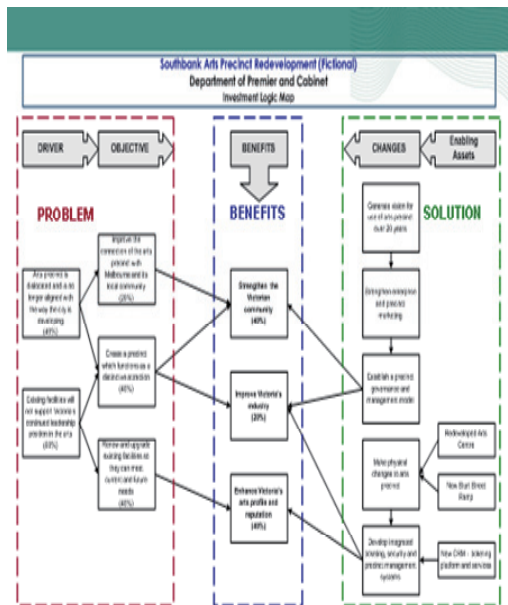 Southbank Arts Precinct Redevelopment (Fictional)
Department of Premier and Cabinet
Investment Logic Map
DRIVER
OBJECTIVE
BENEFITS
CHANGES
Enabling
Assets
PROBLEM
BENEFITS
SOLUTION
Arts precinct is
dislocated and is no
longer aligned with
the way the city is
developing
(40%)
Existing facilities will
not support Victoria's
continued leadership
position in the arts
Improve the
connection of the arts
precinct with
Melbourne and its
local community
(20%)
Create a precinct
which functions as a
distinctive attraction
(40%)
Renew and upgrade
existing facilities so
they can meet
current and future
needs
(40%)
Strengthen the
Victorian
community
(40%)
Improve Victoria's
industry
(20%)
Enhance Victoria's
arts profile and
reputation
(40%)
Generate vision for
use of arts precinct
over 20 years
Strengthen enterprise
and precinct
marketing
Establish a precinct
governance and
management model
Make physical
changes to arts
precinct
Develop integrated
ticketing, security and
precinct management
systems
Redeveloped Arts
Centre
New Sturt Street
Ramp
New CRM - ticketing
platform and services